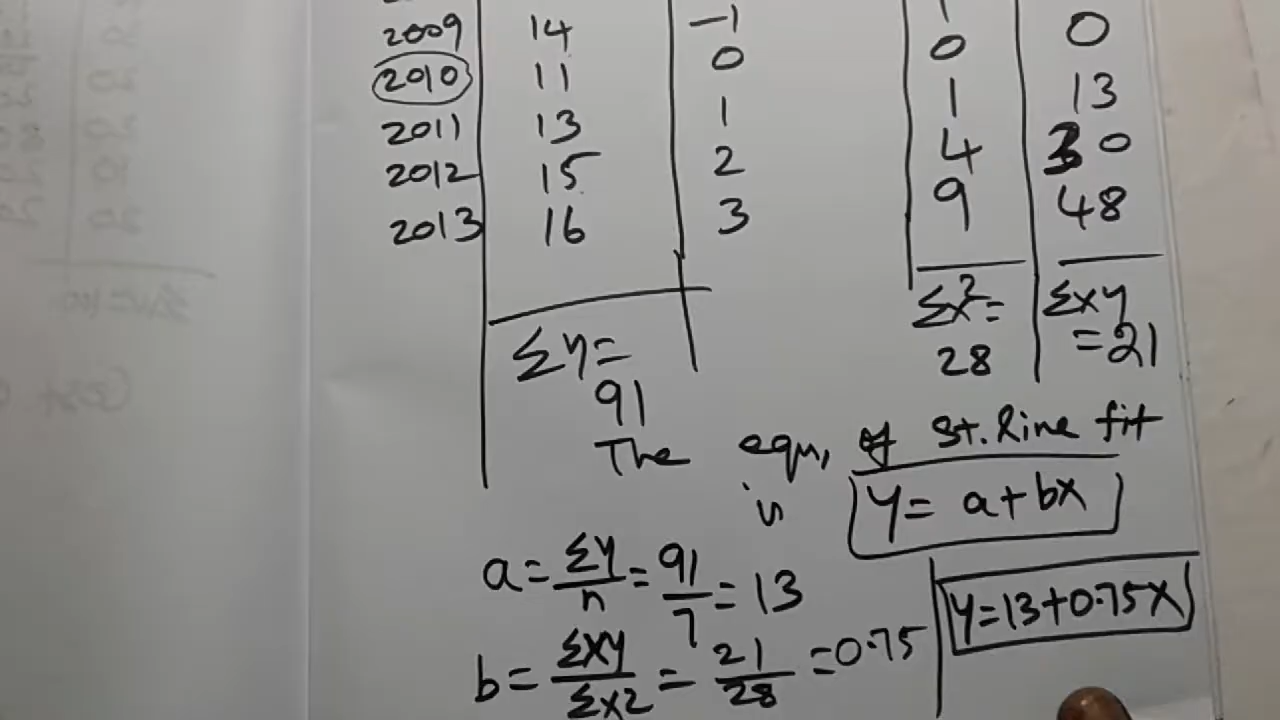 2009 14 -1 1
2010 11 0 0 0
2011 13 1 1 13
2012 15 2 4 30
2013 16 3 9 48
Σy= Σx²= Σxy
91 28 =21
The equn, of St. line fit
is y= a+bx
a= Σy/n = 91/7 = 13
y=13+0.75x
b= Σxy/Σx2 = 21/28 =0.75